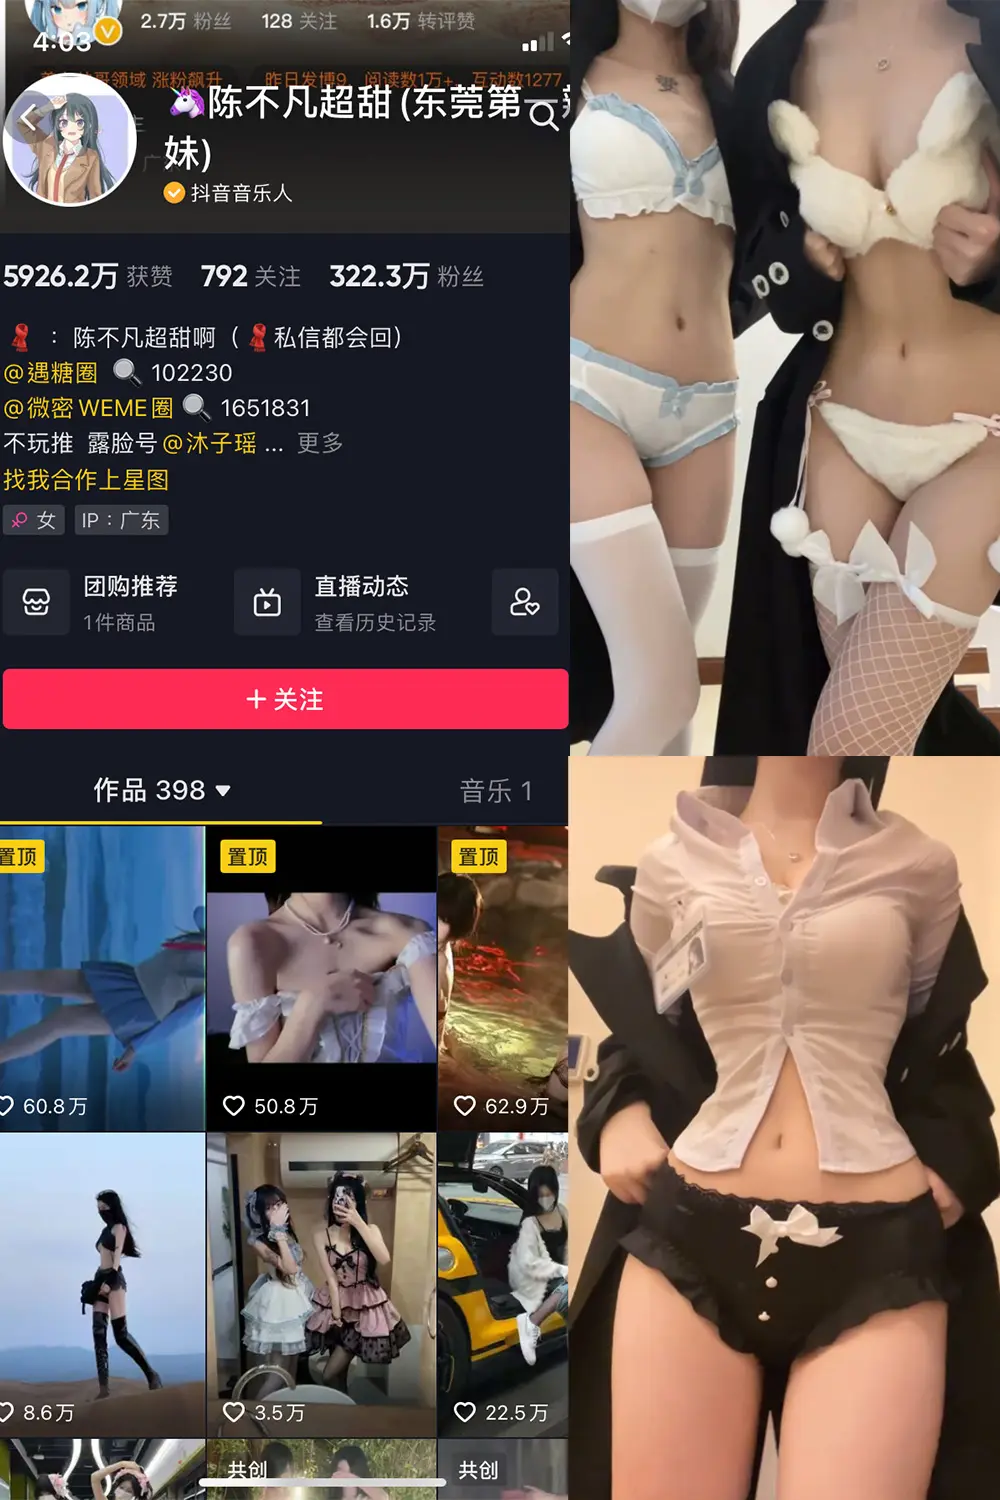 2.7万 粉丝 128 关注 1.6万 转评赞
4:03
领域 涨粉飙升 昨日发博9, 阅读数1万+, 互动数1277
陈不凡超甜(东莞第一辣
妹)
抖音音乐人
5926.2万 获赞 792 关注 322.3万 粉丝
: 陈不凡超甜啊 ( 私信都会回)
@遇糖圈 102230
@微密WEME圈 1651831
不玩推 露脸号@沐子瑶 ... 更多
找我合作上星图
女 IP:广东
团购推荐 直播动态
1件商品 查看历史记录
+ 关注
作品 398 音乐 1
置顶 置顶 置顶
60.8万 50.8万 62.9万
8.6万 3.5万 22.5万
共创 共创